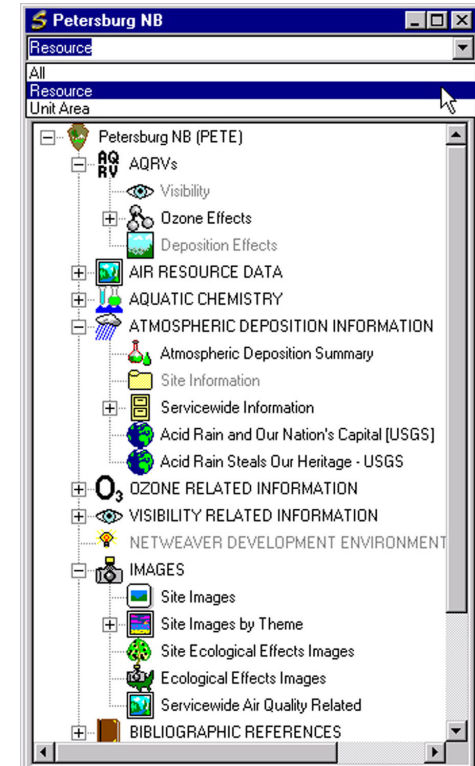 Petersburg NB
Resource
All
Resource
Unit Area
Petersburg NB (PETE)
AQ
RV AQRVs
Visibility
Ozone Effects
Deposition Effects
AIR RESOURCE DATA
AQUATIC CHEMISTRY
ATMOSPHERIC DEPOSITION INFORMATION
Atmospheric Deposition Summary
Site Information
Servicewide Information
Acid Rain and Our Nation's Capital [USGS]
Acid Rain Steals Our Heritage - USGS
O3 OZONE RELATED INFORMATION
VISIBILITY RELATED INFORMATION
NETWEAVER DEVELOPMENT ENVIRONMENT
IMAGES
Site Images
Site Images by Theme
Site Ecological Effects Images
Ecological Effects Images
Servicewide Air Quality Related
BIBLIOGRAPHIC REFERENCES